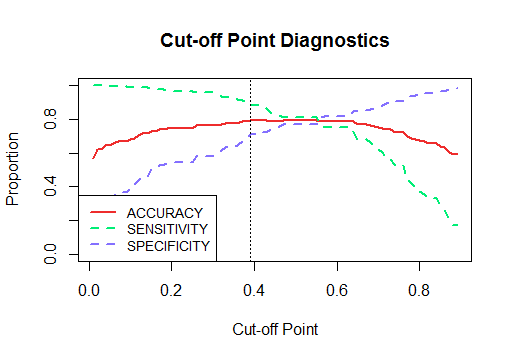 Cut-off Point Diagnostics
Proportion
0.8
0.4
0.0
ACCURACY
SENSITIVITY
SPECIFICITY
0.0 0.2 0.4 0.6 0.8
Cut-off Point